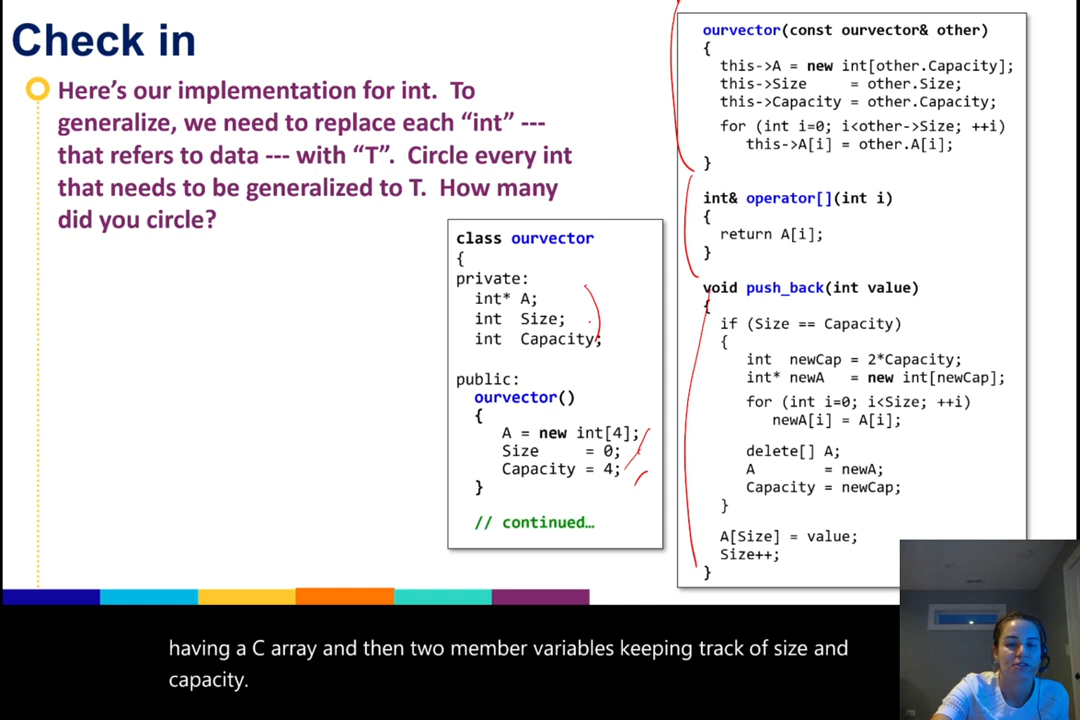 Check in
Here's our implementation for int. To
generalize, we need to replace each “int” ---
that refers to data --- with “T”. Circle every int
that needs to be generalized to T. How many
did you circle?
class ourvector
{
private:
int* A;
int Size;
int Capacity;
public:
ourvector()
{
A = new int[4];
Size = 0;
Capacity = 4;
}
// continued…
ourvector(const ourvector& other)
{
this->A = new int[other.Capacity];
this->Size = other.Size;
this->Capacity = other.Capacity;
for (int i=0; i<other->Size; ++i)
this->A[i] = other.A[i];
}
int& operator[](int i)
{
return A[i];
}
void push_back(int value)
{
if (Size == Capacity)
{
int newCap = 2*Capacity;
int* newA = new int[newCap];
for (int i=0; i<Size; ++i)
newA[i] = A[i];
delete[] A;
A = newA;
Capacity = newCap;
}
A[Size] = value;
Size++;
}
having a C array and then two member variables keeping track of size and
capacity.